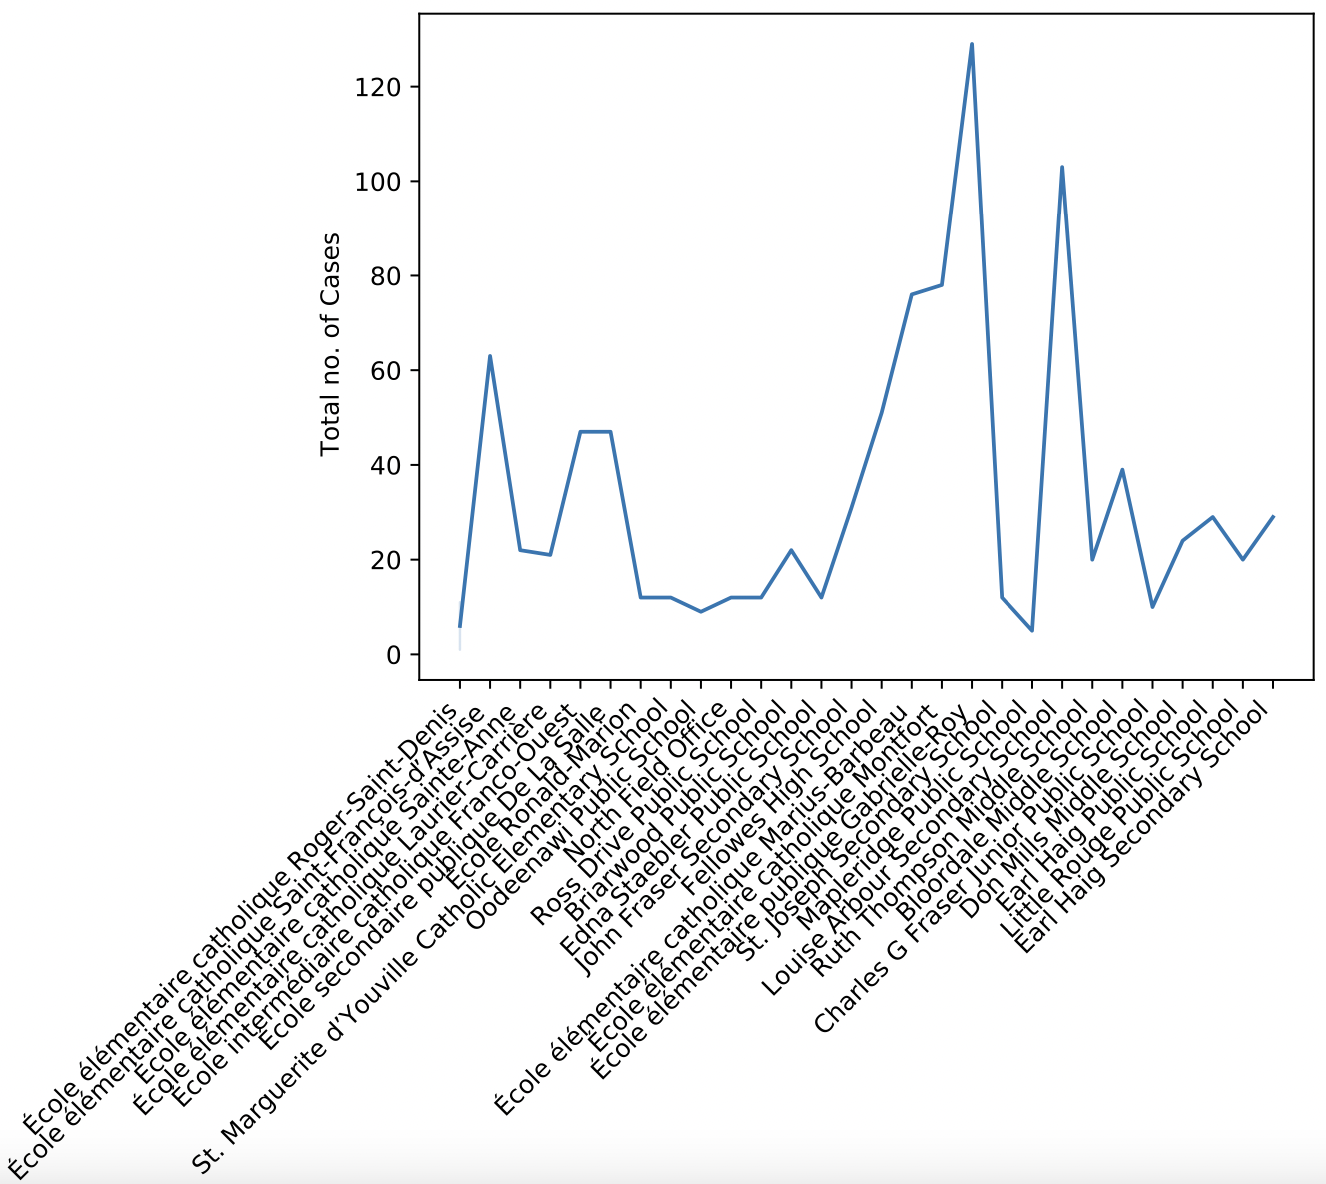 120
100
80
60
40
20
0
Total no. of Cases
École élémentaire catholique Roger-Saint-Denis
École élémentaire catholique Saint-François-d'Assise
École élémentaire catholique Sainte-Anne
École élémentaire catholique Laurier-Carrière
École intermédiaire catholique Franco-Ouest
École secondaire publique De La Salle
École Ronald-Marion
St. Marguerite d'Youville Catholic Elementary School
Oodeenawi Public School
North Field Office
Ross Drive Public School
Briarwood Public School
Edna Staebler Public School
John Fraser Secondary School
Fellowes High School
École élémentaire catholique Marius-Barbeau
École élémentaire catholique Montfort
École élémentaire publique Gabrielle-Roy
St. Joseph Secondary School
Mapleridge Public School
Louise Arbour Secondary School
Ruth Thompson Middle School
Bloordale Middle School
Charles G Fraser Junior Public School
Don Mills Middle School
Earl Haig Public School
Little Rouge Public School
Earl Haig Secondary School